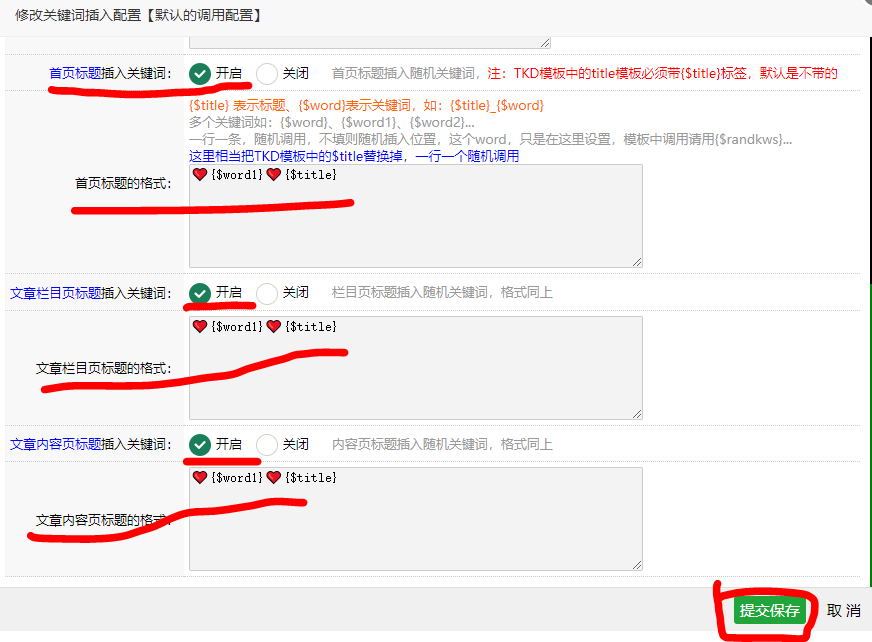 修改关键词插入配置【默认的调用配置】
首页标题插入关键词： 开启 关闭 首页标题插入随机关键词，注：TKD模板中的title模板必须带{$title}标签，默认是不带的
{$title} 表示标题、{$word}表示关键词，如：{$title}_{$word}
多个关键词如：{$word}、{$word1}、{$word2}...
一行一条，随机调用，不填则随机插入位置，这个word，只是在这里设置，模板中调用请用{$randkws}...
这里相当把TKD模板中的$title替换掉，一行一个随机调用
首页标题的格式：
❤{$word1}❤{$title}
文章栏目页标题插入关键词： 开启 关闭 栏目页标题插入随机关键词，格式同上
文章栏目页标题的格式：
❤{$word1}❤{$title}
文章内容页标题插入关键词： 开启 关闭 内容页标题插入随机关键词，格式同上
文章内容页标题的格式：
❤{$word1}❤{$title}
提交保存 取 消